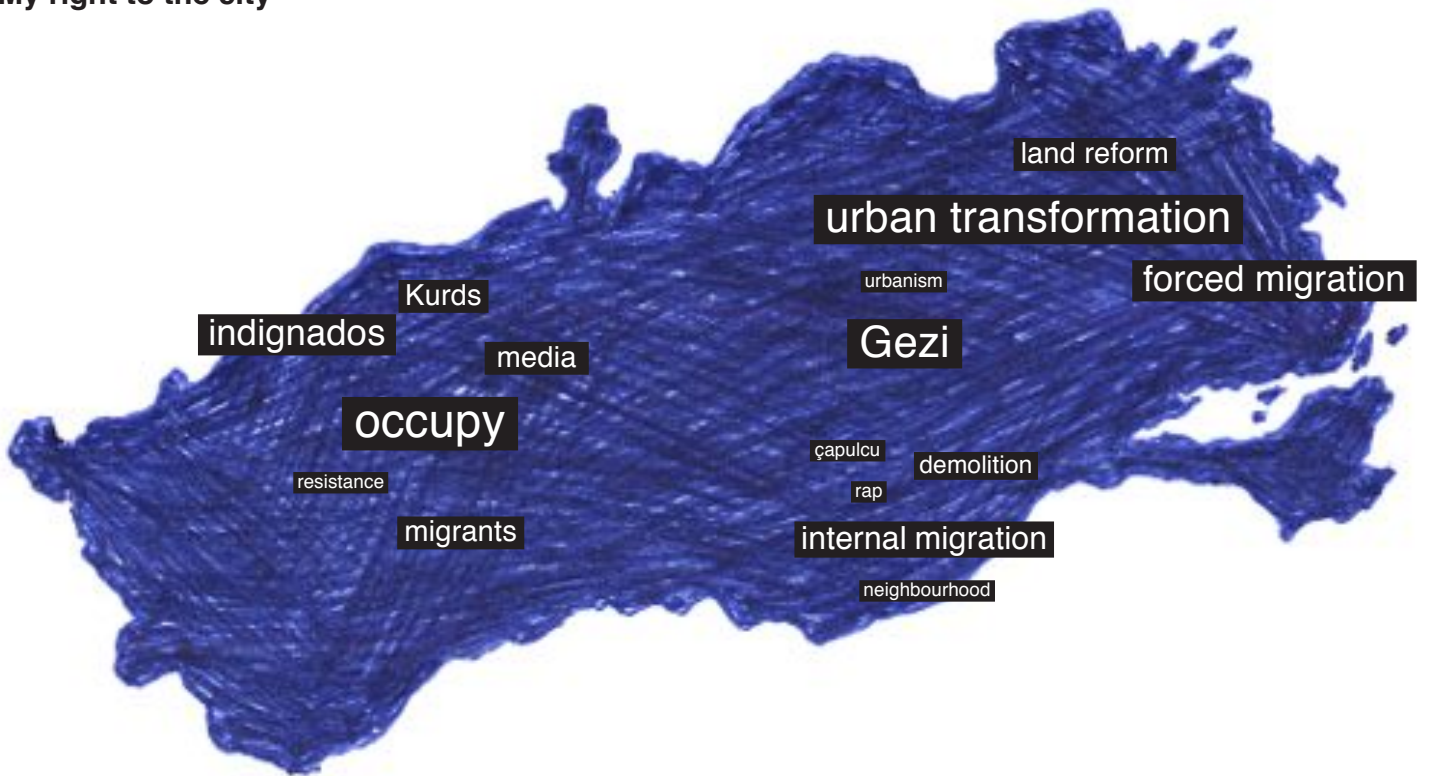 My right to the city
land reform
urban transformation
urbanism
forced migration
Kurds
indignados
media
Gezi
occupy
çapulcu
demolition
resistance
rap
migrants
internal migration
neighbourhood